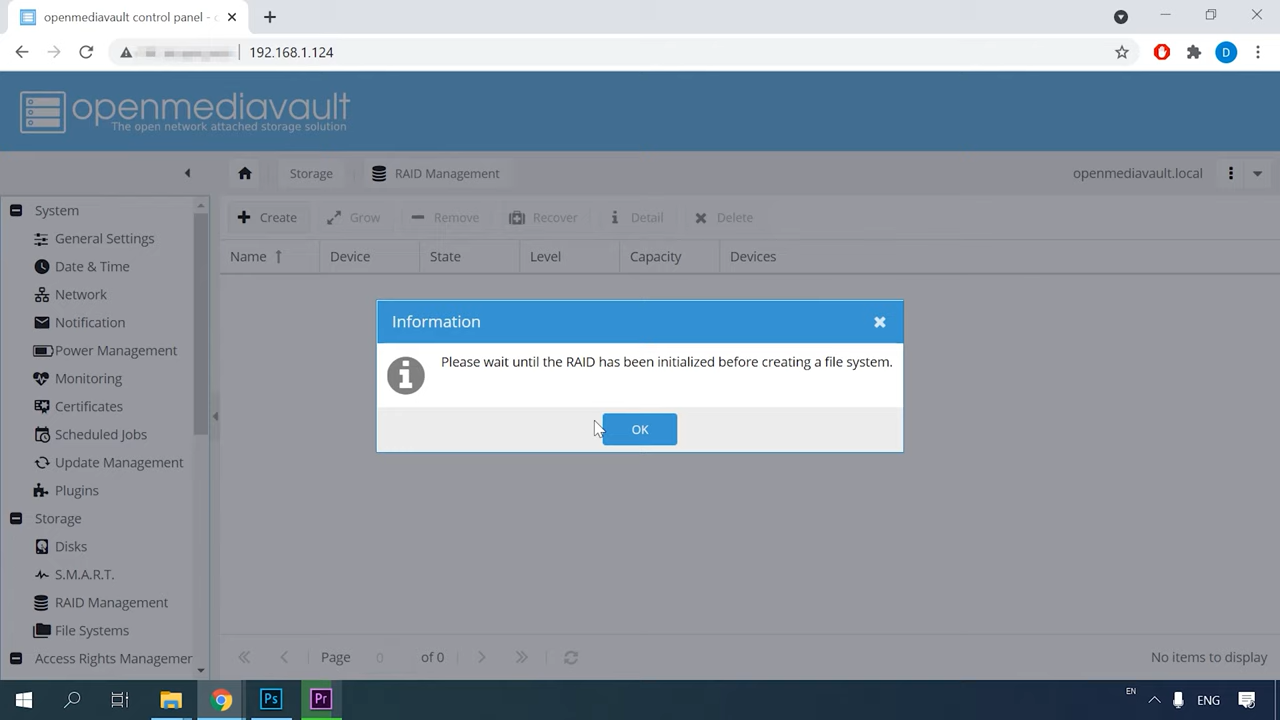 openmediavault control panel -
192.168.1.124
D
openmediavault
The open network attached storage solution
Storage
RAID Management
openmediavault.local
System
General Settings
Date & Time
Network
Notification
Power Management
Monitoring
Certificates
Scheduled Jobs
Update Management
Plugins
Storage
Disks
S.M.A.R.T.
RAID Management
File Systems
Access Rights Managemer
Create
Grow
Remove
Recover
Detail
Delete
Name
Device
State
Level
Capacity
Devices
Information
Please wait until the RAID has been initialized before creating a file system.
OK
Page
0
of 0
No items to display
Ps
Pr
EN
ENG